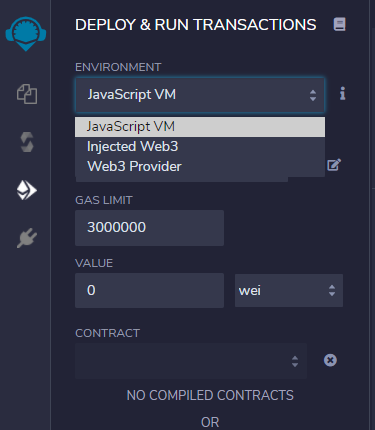 DEPLOY & RUN TRANSACTIONS
ENVIRONMENT
JavaScript VM
JavaScript VM
Injected Web3
Web3 Provider
GAS LIMIT
3000000
VALUE
0 wei
CONTRACT
NO COMPILED CONTRACTS
OR